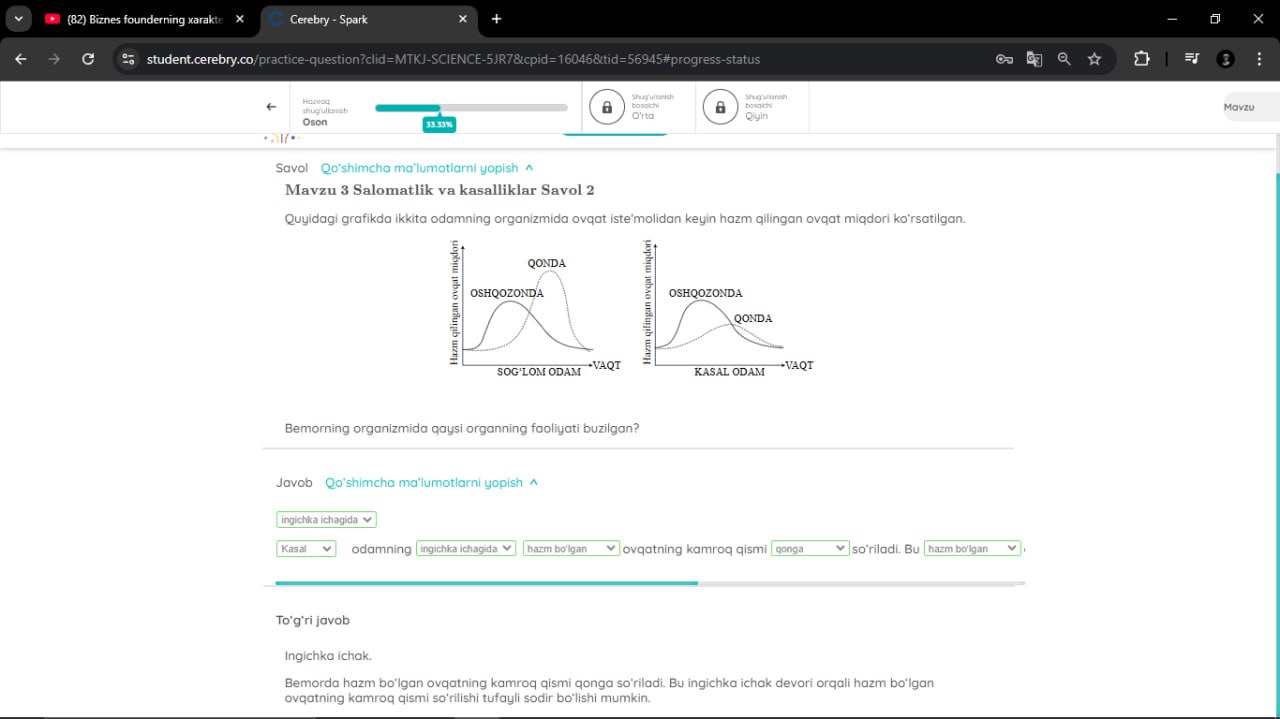 (82) Biznes founderning xarakte
Cerebry - Spark
student.cerebry.co/practice-question?clid=MTKJ-SCIENCE-5JR7&cpid=16046&tid=56945#progress-status
Hoziroq
shug'ullanish
Oson
33.33%
Shug'ullanish
bosqichi
O'rta
Shug'ullanish
bosqichi
Qiyin
Mavzu
Savol Qo'shimcha ma'lumotlarni yopish
Mavzu 3 Salomatlik va kasalliklar Savol 2
Quyidagi grafikda ikkita odamning organizmida ovqat iste'molidan keyin hazm qilingan ovqat miqdori ko'rsatilgan.
Hazm qilingan ovqat miqdori
QONDA
OSHQOZONDA
VAQT
SOG'LOM ODAM
Hazm qilingan ovqat miqdori
OSHQOZONDA
QONDA
VAQT
KASAL ODAM
Bemorning organizmida qaysi organning faoliyati buzilgan?
Javob Qo'shimcha ma'lumotlarni yopish
ingichka ichagida
Kasal odamning ingichka ichagida hazm bo'lgan ovqatning kamroq qismi qonga so'riladi. Bu hazm bo'lgan
To'g'ri javob
Ingichka ichak.
Bemorda hazm bo'lgan ovqatning kamroq qismi qonga so'riladi. Bu ingichka ichak devori orqali hazm bo'lgan
ovqatning kamroq qismi so'rilishi tufayli sodir bo'lishi mumkin.